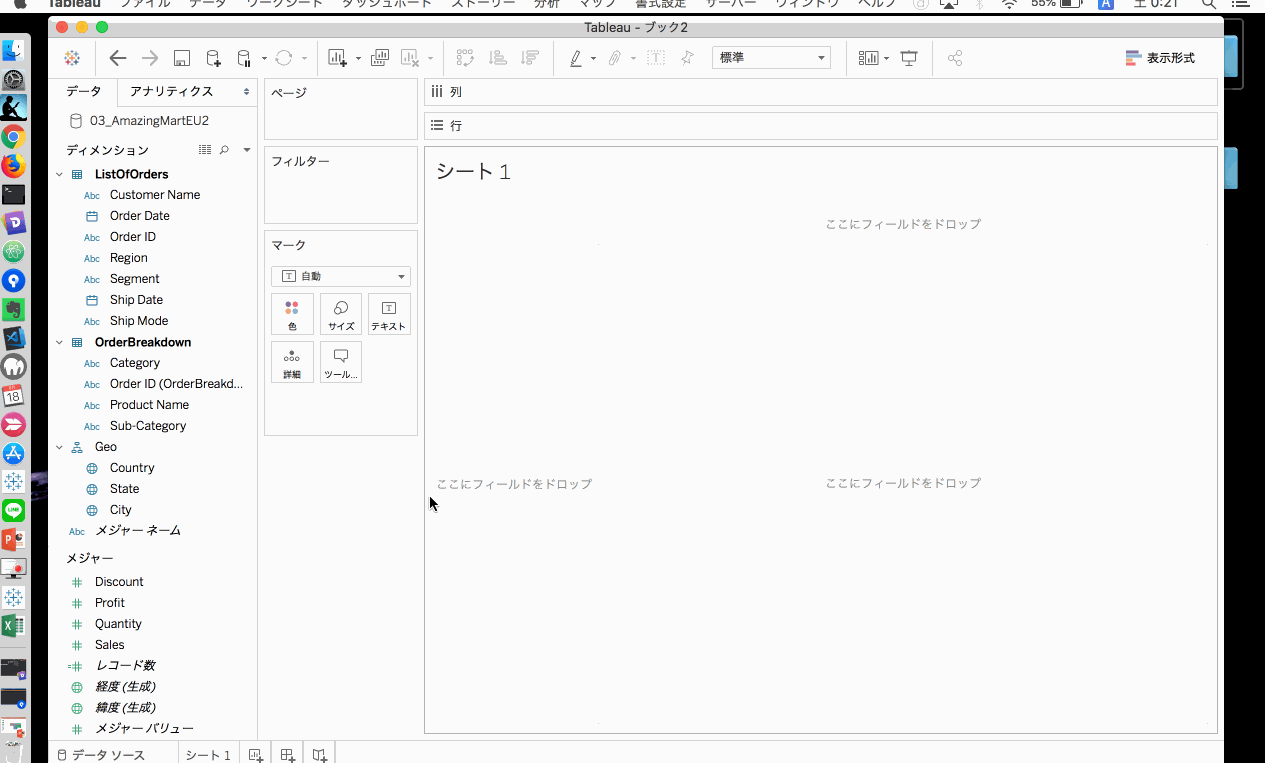 Tableau ファイル データ ワークシート ダッシュボード ストーリー 分析 マップ 書式設定 サーバー ウィンドウ ヘルプ 55% A 土 0:21
Tableau - ブック2
標準
表示形式
データ
アナリティクス
03_AmazingMartEU2
ディメンション
ListOfOrders
Abc Customer Name
Order Date
Abc Order ID
Abc Region
Abc Segment
Ship Date
Abc Ship Mode
OrderBreakdown
Abc Category
Abc Order ID (OrderBreakd...
Abc Product Name
Abc Sub-Category
Geo
Country
State
City
Abc メジャー ネーム
メジャー
Discount
Profit
Quantity
Sales
レコード数
経度 (生成)
緯度 (生成)
メジャー バリュー
ページ
フィルター
マーク
自動
色
サイズ
テキスト
詳細
ツール...
列
行
シート 1
ここにフィールドをドロップ
ここにフィールドをドロップ
ここにフィールドをドロップ
データ ソース
シート 1
18
LINE